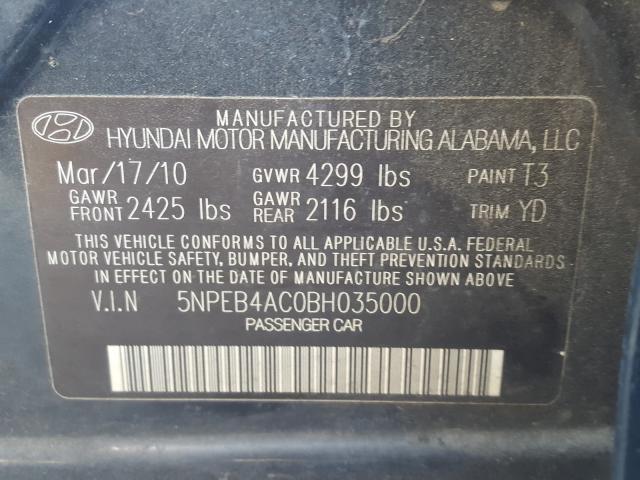 MANUFACTURED BY
HYUNDAI MOTOR MANUFACTURING ALABAMA, LLC
Mar/17/10 GVWR 4299 lbs PAINT T3
GAWR FRONT 2425 lbs GAWR REAR 2116 lbs TRIM YD
THIS VEHICLE CONFORMS TO ALL APPLICABLE U.S.A. FEDERAL
MOTOR VEHICLE SAFETY, BUMPER, AND THEFT PREVENTION STANDARDS
IN EFFECT ON THE DATE OF MANUFACTURE SHOWN ABOVE
V.I.N 5NPEB4AC0BH035000
PASSENGER CAR